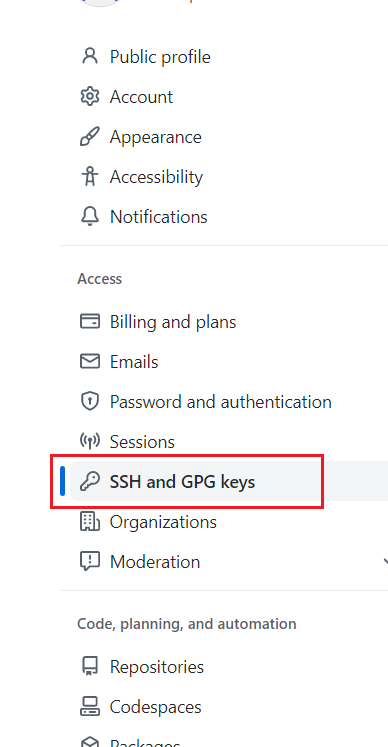 Public profile
Account
Appearance
Accessibility
Notifications
Access
Billing and plans
Emails
Password and authentication
Sessions
SSH and GPG keys
Organizations
Moderation
Code, planning, and automation
Repositories
Codespaces
Packages